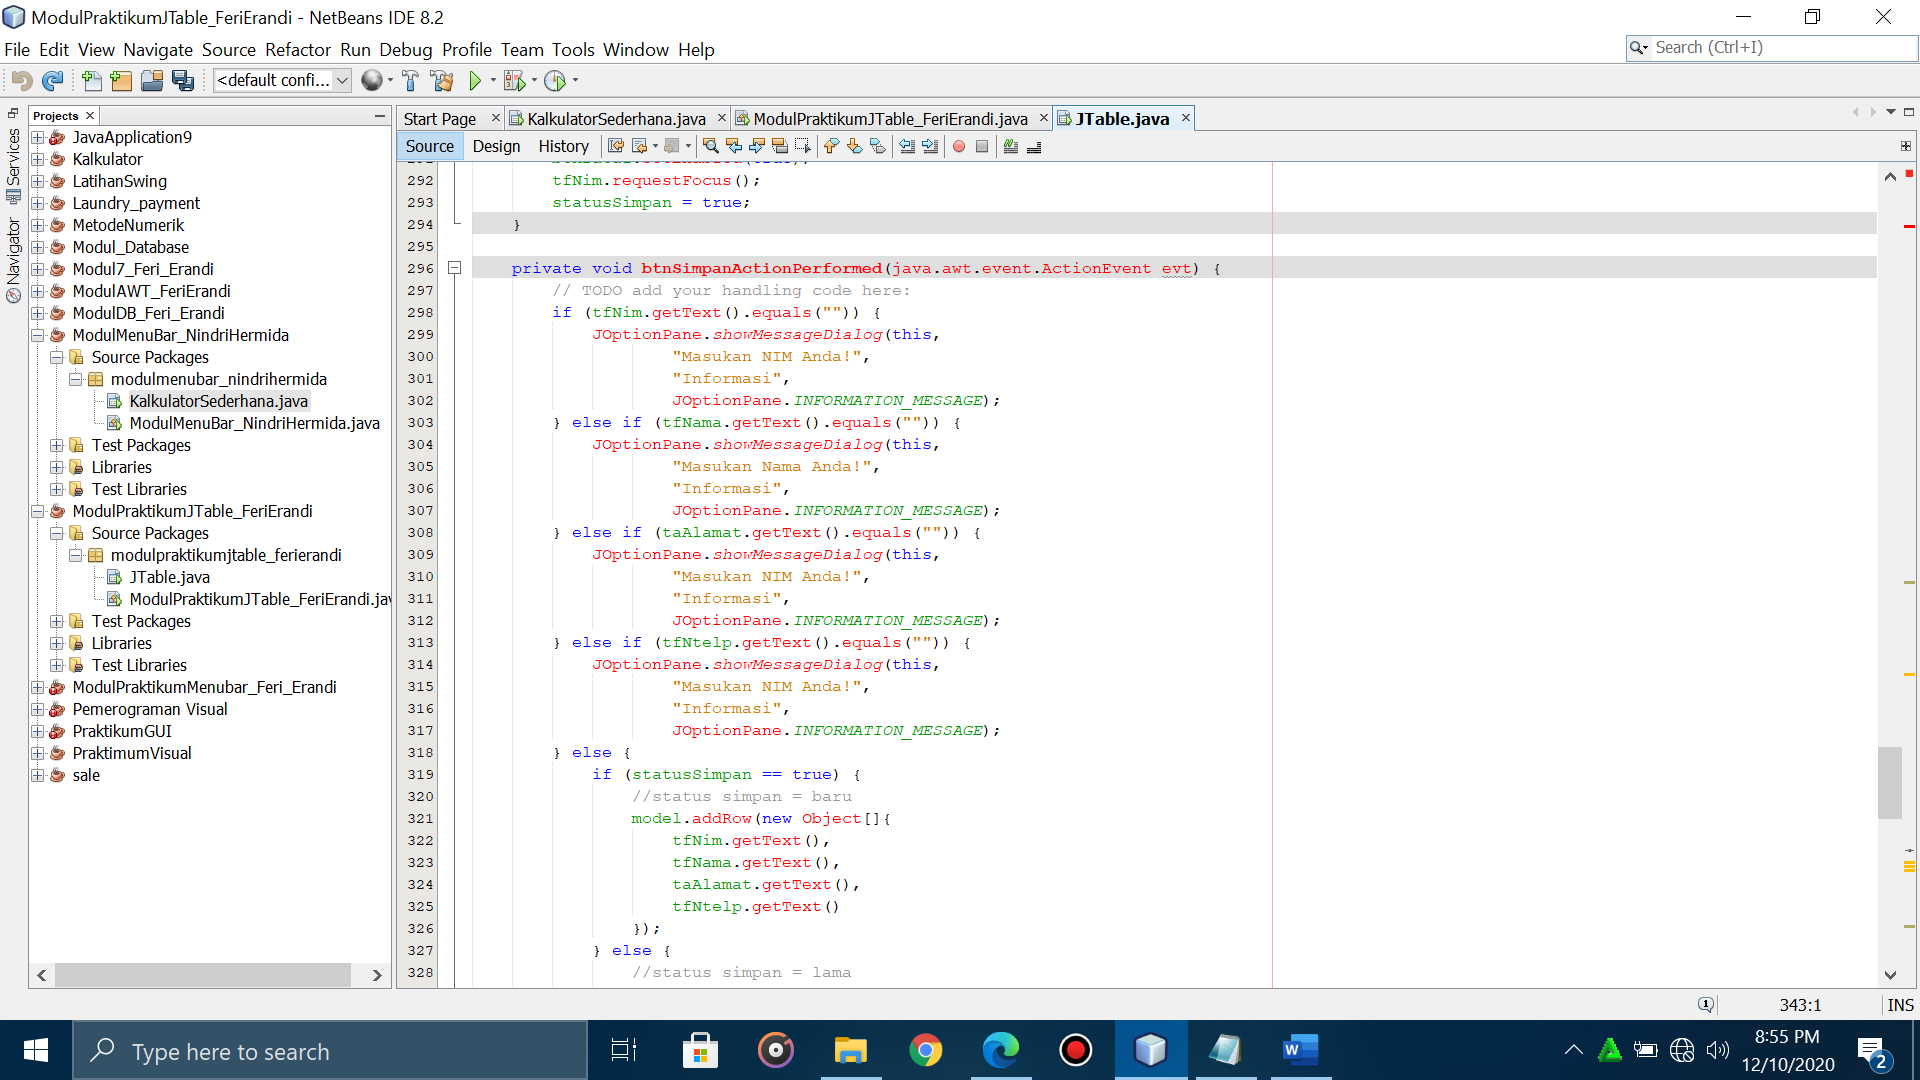 ModulPraktikumJTable_FeriErandi - NetBeans IDE 8.2
File Edit View Navigate Source Refactor Run Debug Profile Team Tools Window Help
Search (Ctrl+I)
<default confi...
Services
Navigator
Projects
JavaApplication9
Kalkulator
LatihanSwing
Laundry_payment
MetodeNumerik
Modul_Database
Modul7_Feri_Erandi
ModulAWT_FeriErandi
ModulDB_Feri_Erandi
ModulMenuBar_NindriHermida
Source Packages
modulmenubar_nindrihermida
KalkulatorSederhana.java
ModulMenuBar_NindriHermida.java
Test Packages
Libraries
Test Libraries
ModulPraktikumJTable_FeriErandi
Source Packages
modulpraktikumjtable_ferierandi
JTable.java
ModulPraktikumJTable_FeriErandi.jav
Test Packages
Libraries
Test Libraries
ModulPraktikumMenubar_Feri_Erandi
Pemerograman Visual
PraktikumGUI
PraktimumVisual
sale
Start Page KalkulatorSederhana.java ModulPraktikumJTable_FeriErandi.java JTable.java
Source Design History
292 tfNim.requestFocus();
293 statusSimpan = true;
294 }
295
296 private void btnSimpanActionPerformed(java.awt.event.ActionEvent evt) {
297 // TODO add your handling code here:
298 if (tfNim.getText().equals("")) {
299 JOptionPane.showMessageDialog(this,
300 "Masukan NIM Anda!",
301 "Informasi",
302 JOptionPane.INFORMATION_MESSAGE);
303 } else if (tfNama.getText().equals("")) {
304 JOptionPane.showMessageDialog(this,
305 "Masukan Nama Anda!",
306 "Informasi",
307 JOptionPane.INFORMATION_MESSAGE);
308 } else if (taAlamat.getText().equals("")) {
309 JOptionPane.showMessageDialog(this,
310 "Masukan NIM Anda!",
311 "Informasi",
312 JOptionPane.INFORMATION_MESSAGE);
313 } else if (tfNtelp.getText().equals("")) {
314 JOptionPane.showMessageDialog(this,
315 "Masukan NIM Anda!",
316 "Informasi",
317 JOptionPane.INFORMATION_MESSAGE);
318 } else {
319 if (statusSimpan == true) {
320 //status simpan = baru
321 model.addRow(new Object[]{
322 tfNim.getText(),
323 tfNama.getText(),
324 taAlamat.getText(),
325 tfNtelp.getText()
326 });
327 } else {
328 //status simpan = lama
343:1 INS
Type here to search
8:55 PM
12/10/2020
2